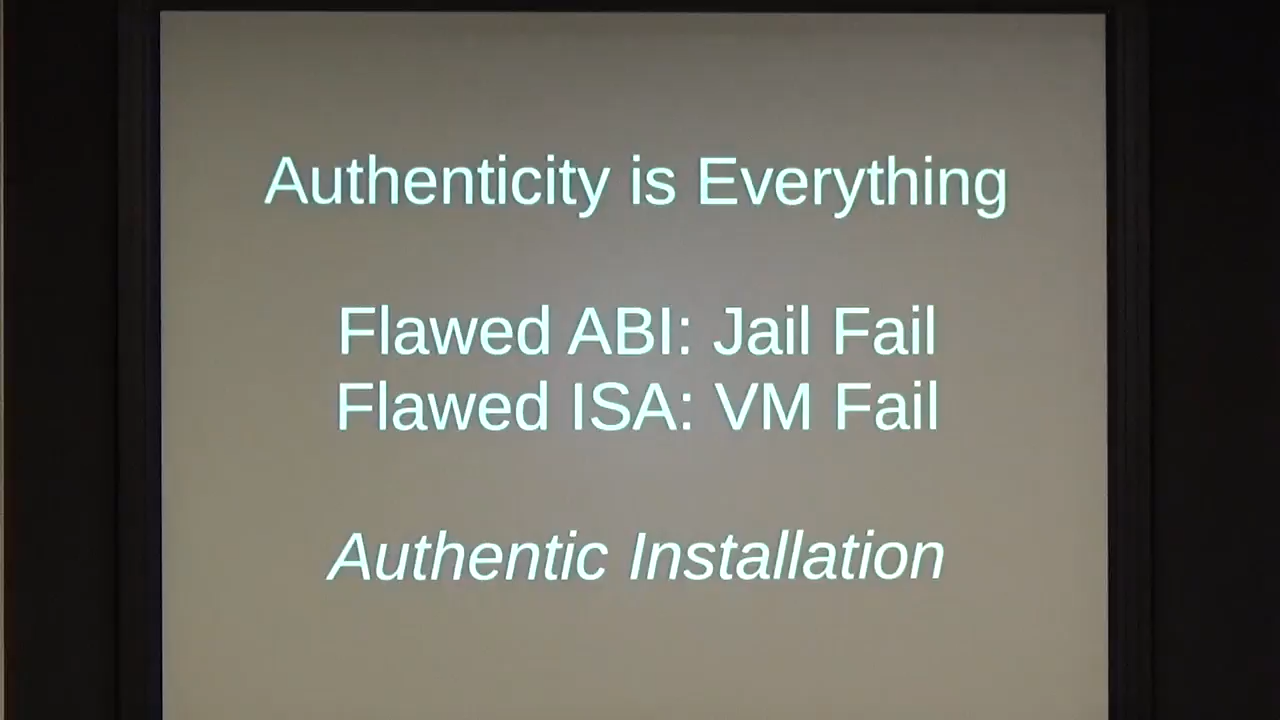 Authenticity is Everything
Flawed ABI: Jail Fail
Flawed ISA: VM Fail
Authentic Installation